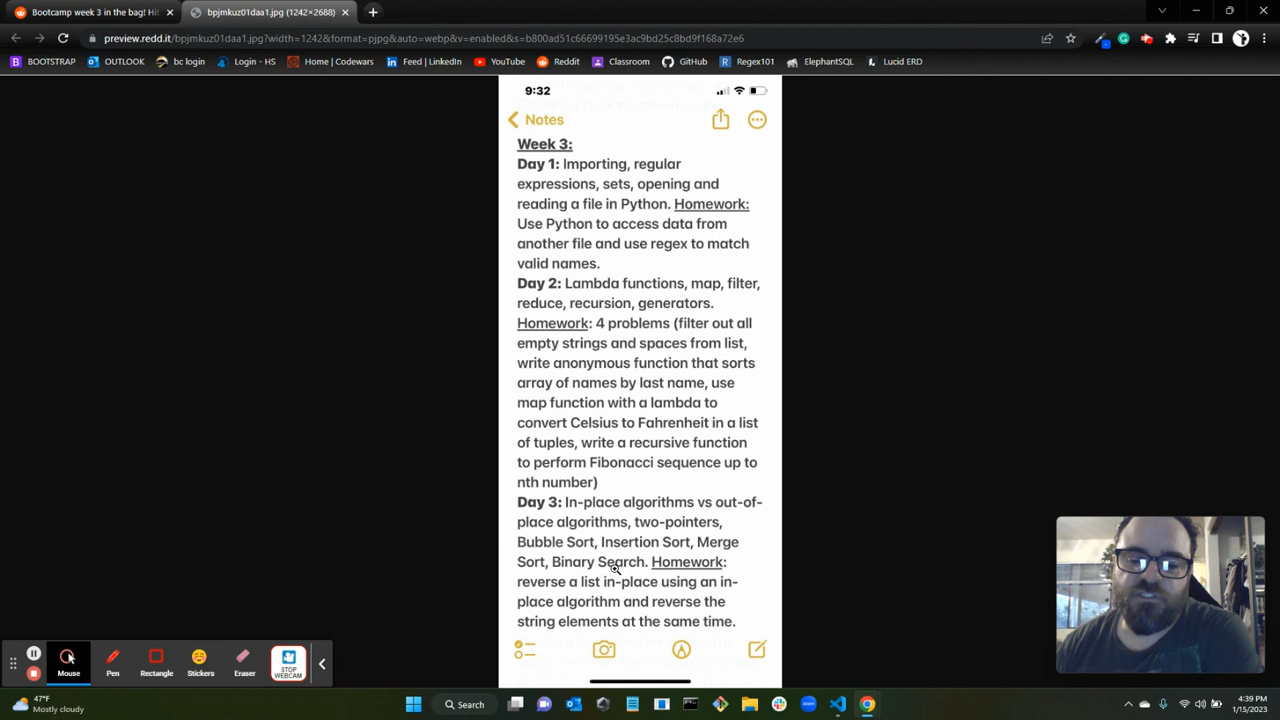 Bootcamp week 3 in the bag!
bpjmkuz01daa1.jpg (1242×2688)
preview.redd.it/bpjmkuz01daa1.jpg?width=1242&format=pjpg&auto=webp&v=enabled&s=b800ad51c66699195e3ac9bd25c8bd9f168a72e6
BOOTSTRAP OUTLOOK bc login Login - HS Home | Codewars Feed | LinkedIn YouTube Reddit Classroom GitHub Regex101 ElephantSQL Lucid ERD
9:32
Notes
Week 3:
Day 1: Importing, regular
expressions, sets, opening and
reading a file in Python. Homework:
Use Python to access data from
another file and use regex to match
valid names.
Day 2: Lambda functions, map, filter,
reduce, recursion, generators.
Homework: 4 problems (filter out all
empty strings and spaces from list,
write anonymous function that sorts
array of names by last name, use
map function with a lambda to
convert Celsius to Fahrenheit in a list
of tuples, write a recursive function
to perform Fibonacci sequence up to
nth number)
Day 3: In-place algorithms vs out-of-
place algorithms, two-pointers,
Bubble Sort, Insertion Sort, Merge
Sort, Binary Search. Homework:
reverse a list in-place using an in-
place algorithm and reverse the
string elements at the same time.
Mouse Pen Rectangle Stickers Eraser STOP
WEBCAM
47°F
Mostly cloudy
Search
4:39 PM
1/15/2023